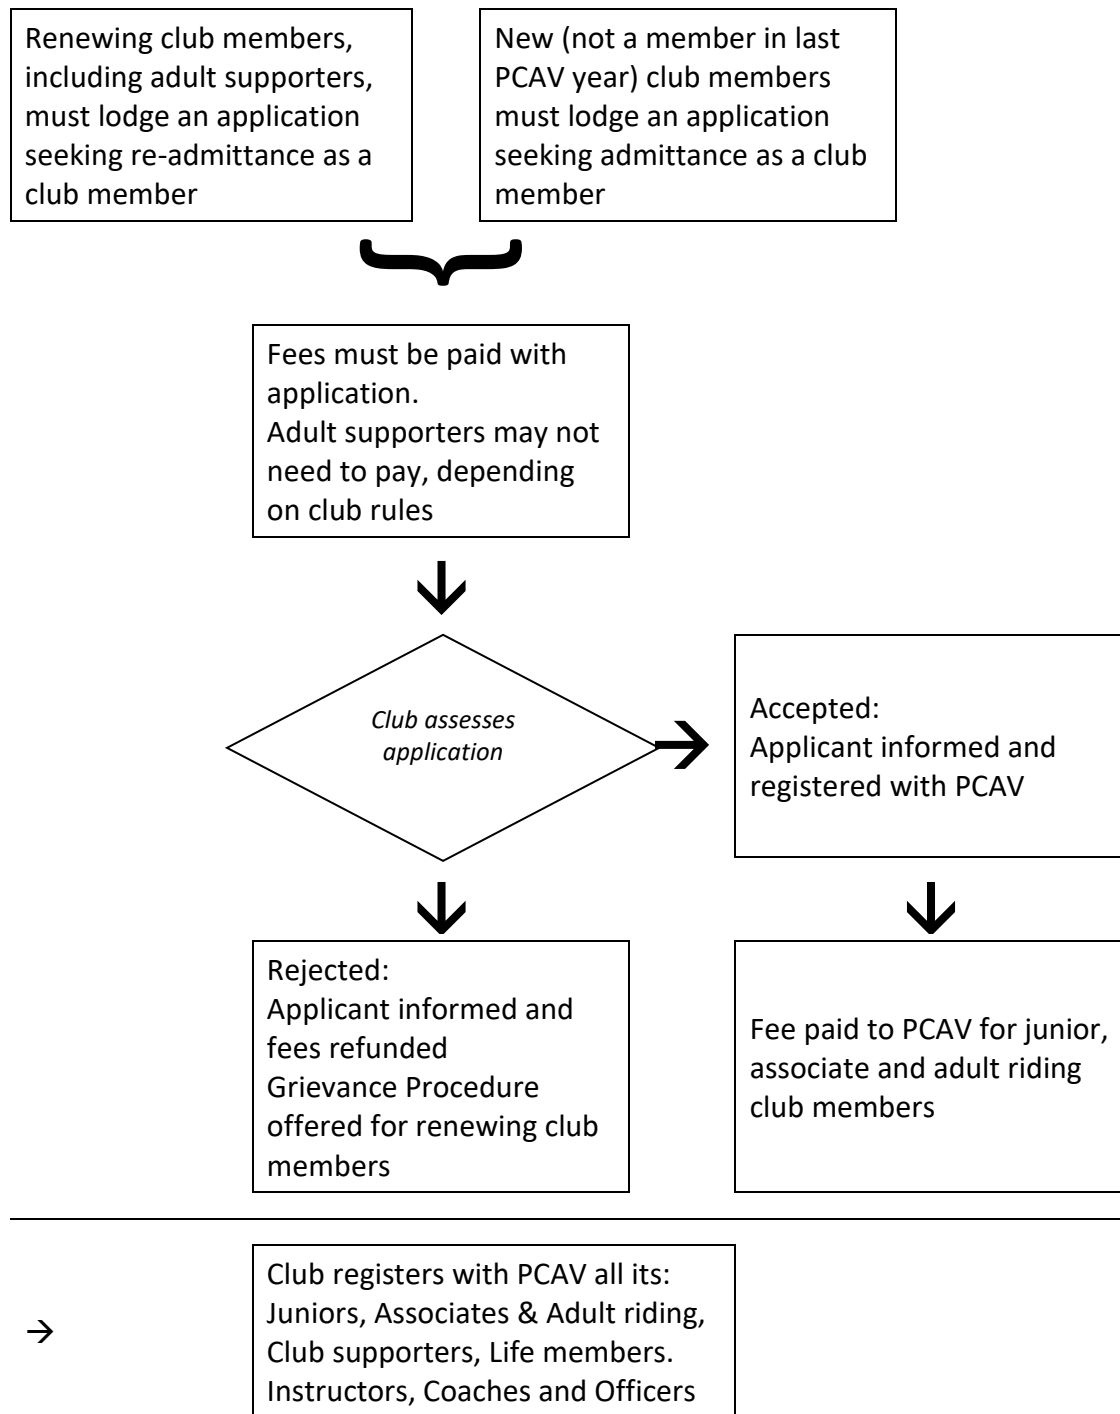 Renewing club members,
including adult supporters,
must lodge an application
seeking re-admittance as a
club member
New (not a member in last
PCAV year) club members
must lodge an application
seeking admittance as a club
member
Fees must be paid with
application.
Adult supporters may not
need to pay, depending
on club rules
Club assesses
application
Accepted:
Applicant informed and
registered with PCAV
Rejected:
Applicant informed and
fees refunded
Grievance Procedure
offered for renewing club
members
Fee paid to PCAV for junior,
associate and adult riding
club members
Club registers with PCAV all its:
Juniors, Associates & Adult riding,
Club supporters, Life members.
Instructors, Coaches and Officers